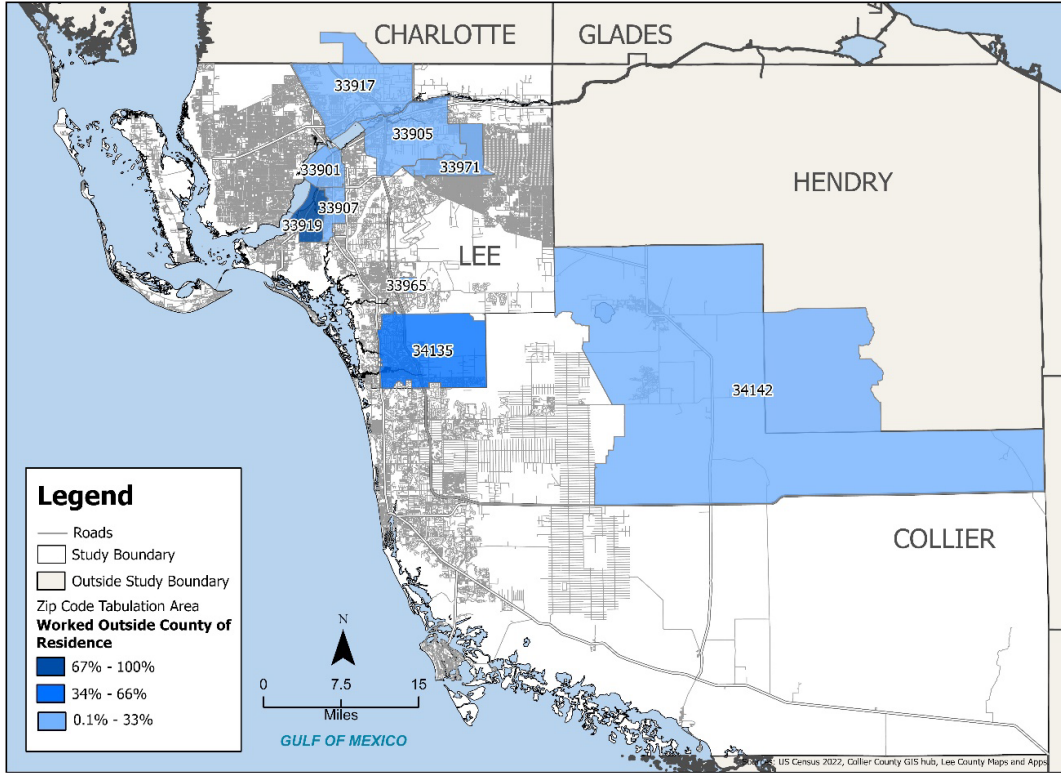 CHARLOTTE
GLADES
33917
33905
33971
33901
HENDRY
33907
33919
LEE
33965
34135
34142
COLLIER
Legend
Roads
Study Boundary
Outside Study Boundary
Zip Code Tabulation Area
Worked Outside County of
Residence
67% - 100%
34% - 66%
0.1% - 33%
N
0 7.5 15
Miles
GULF OF MEXICO
US Census 2022, Collier County GIS hub, Lee County Maps and Apps